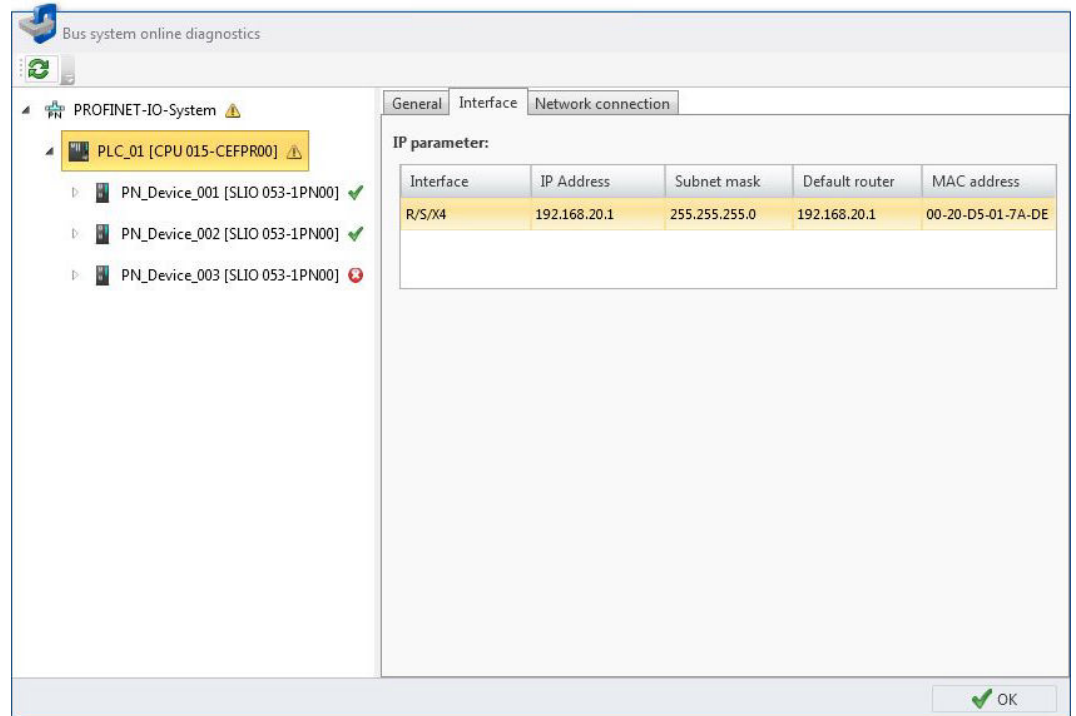 Bus system online diagnostics
PROFINET-IO-System
PLC_01 [CPU 015-CEFPR00]
PN_Device_001 [SLIO 053-1PN00]
PN_Device_002 [SLIO 053-1PN00]
PN_Device_003 [SLIO 053-1PN00]
General Interface Network connection
IP parameter:
Interface IP Address Subnet mask Default router MAC address
R/S/X4 192.168.20.1 255.255.255.0 192.168.20.1 00-20-D5-01-7A-DE
OK